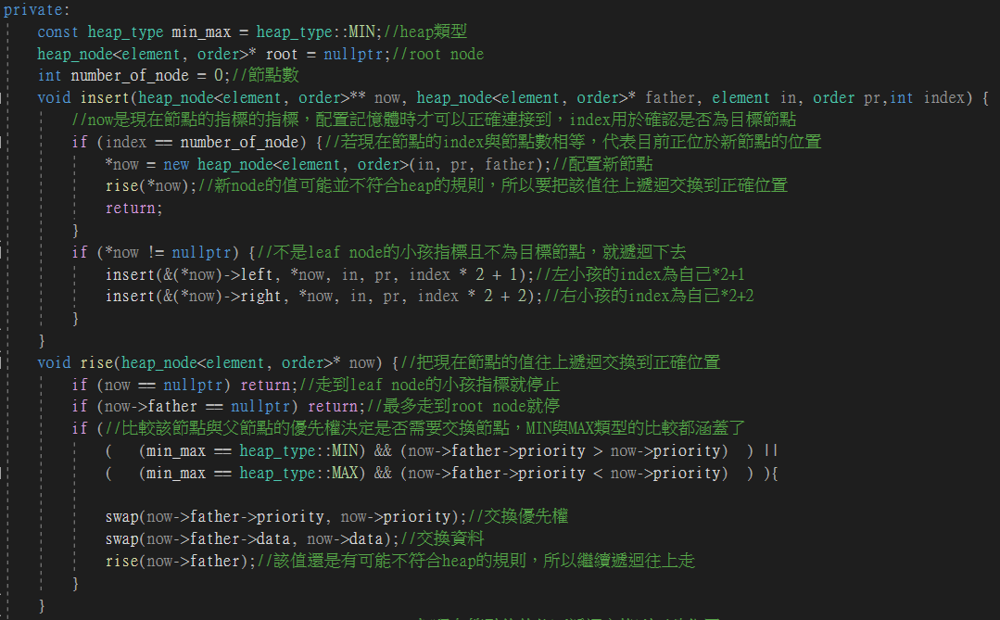 private:
const heap_type min_max = heap_type::MIN;//heap類型
heap_node<element, order>* root = nullptr;//root node
int number_of_node = 0;//節點數
void insert(heap_node<element, order>** now, heap_node<element, order>* father, element in, order pr,int index) {
//now是現在節點的指標的指標，配置記憶體時才可以正確連接到，index用於確認是否為目標節點
if (index == number_of_node) {//若現在節點的index與節點數相等，代表目前正位於新節點的位置
*now = new heap_node<element, order>(in, pr, father);//配置新節點
rise(*now);//新node的值可能並不符合heap的規則，所以要把該值往上遞迴交換到正確位置
return;
}
if (*now != nullptr) {//不是leaf node的小孩指標且不為目標節點，就遞迴下去
insert(&(*now)->left, *now, in, pr, index * 2 + 1);//左小孩的index為自己*2+1
insert(&(*now)->right, *now, in, pr, index * 2 + 2);//右小孩的index為自己*2+2
}
}
void rise(heap_node<element, order>* now) {//把現在節點的值往上遞迴交換到正確位置
if (now == nullptr) return;//走到leaf node的小孩指標就停止
if (now->father == nullptr) return;//最多走到root node就停
if (//比較該節點與父節點的優先權決定是否需要交換節點，MIN與MAX類型的比較都涵蓋了
( (min_max == heap_type::MIN) && (now->father->priority > now->priority) ) ||
( (min_max == heap_type::MAX) && (now->father->priority < now->priority) ) ){
swap(now->father->priority, now->priority);//交換優先權
swap(now->father->data, now->data);//交換資料
rise(now->father);//該值還是有可能不符合heap的規則，所以繼續遞迴往上走
}
}